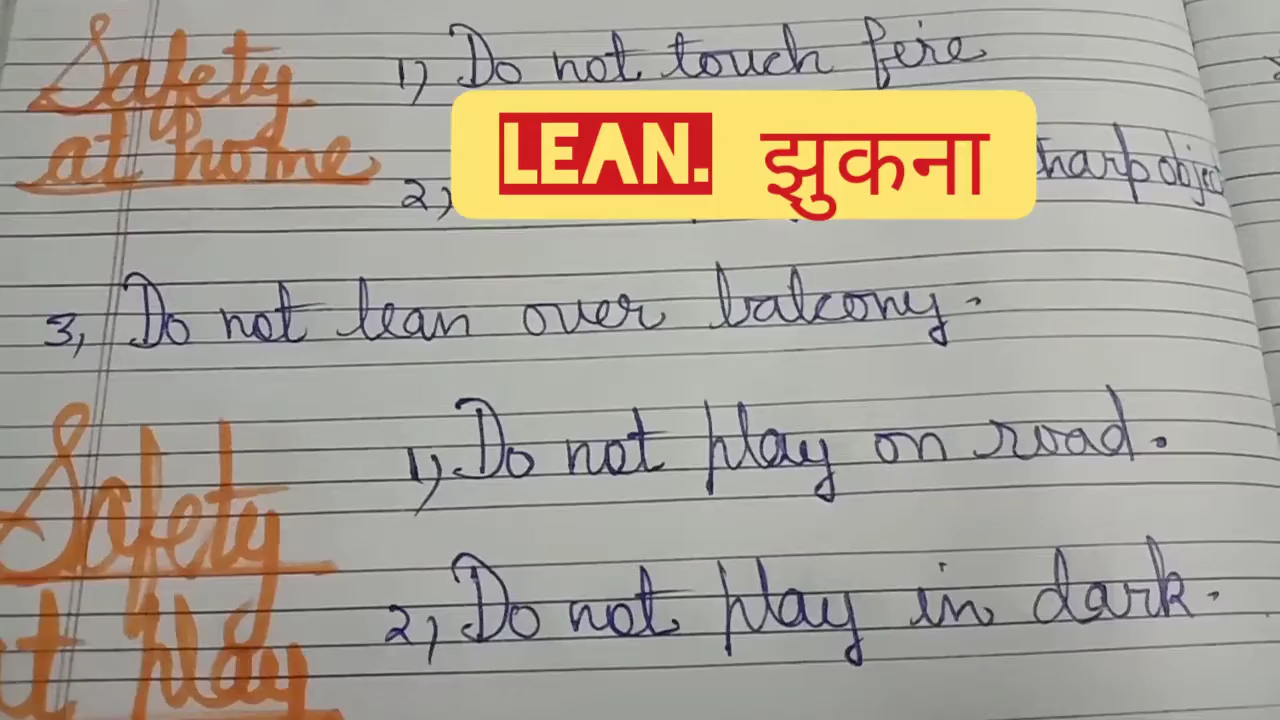 Safety
at home
1) Do not touch fire
LEAN. झुकना
2) harp objec
3, Do not lean over balcony.
Safety
at play
1) Do not play on road.
2) Do not play in dark.